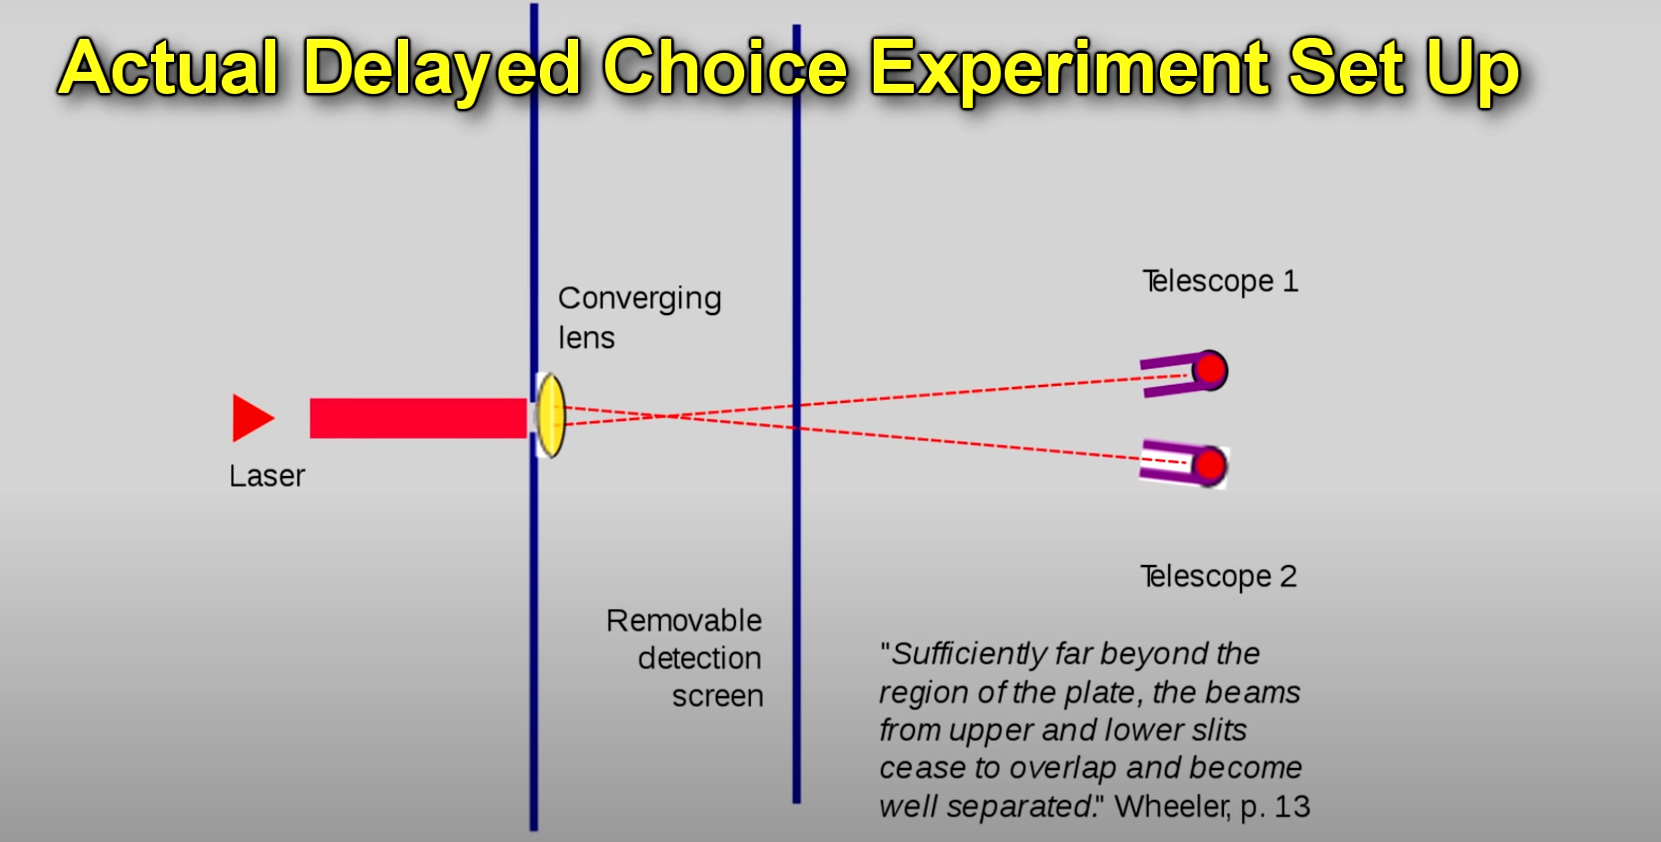 Actual Delayed Choice Experiment Set Up
Converging
lens
Telescope 1
Laser
Telescope 2
Removable
detection
screen
"Sufficiently far beyond the
region of the plate, the beams
from upper and lower slits
cease to overlap and become
well separated." Wheeler, p. 13